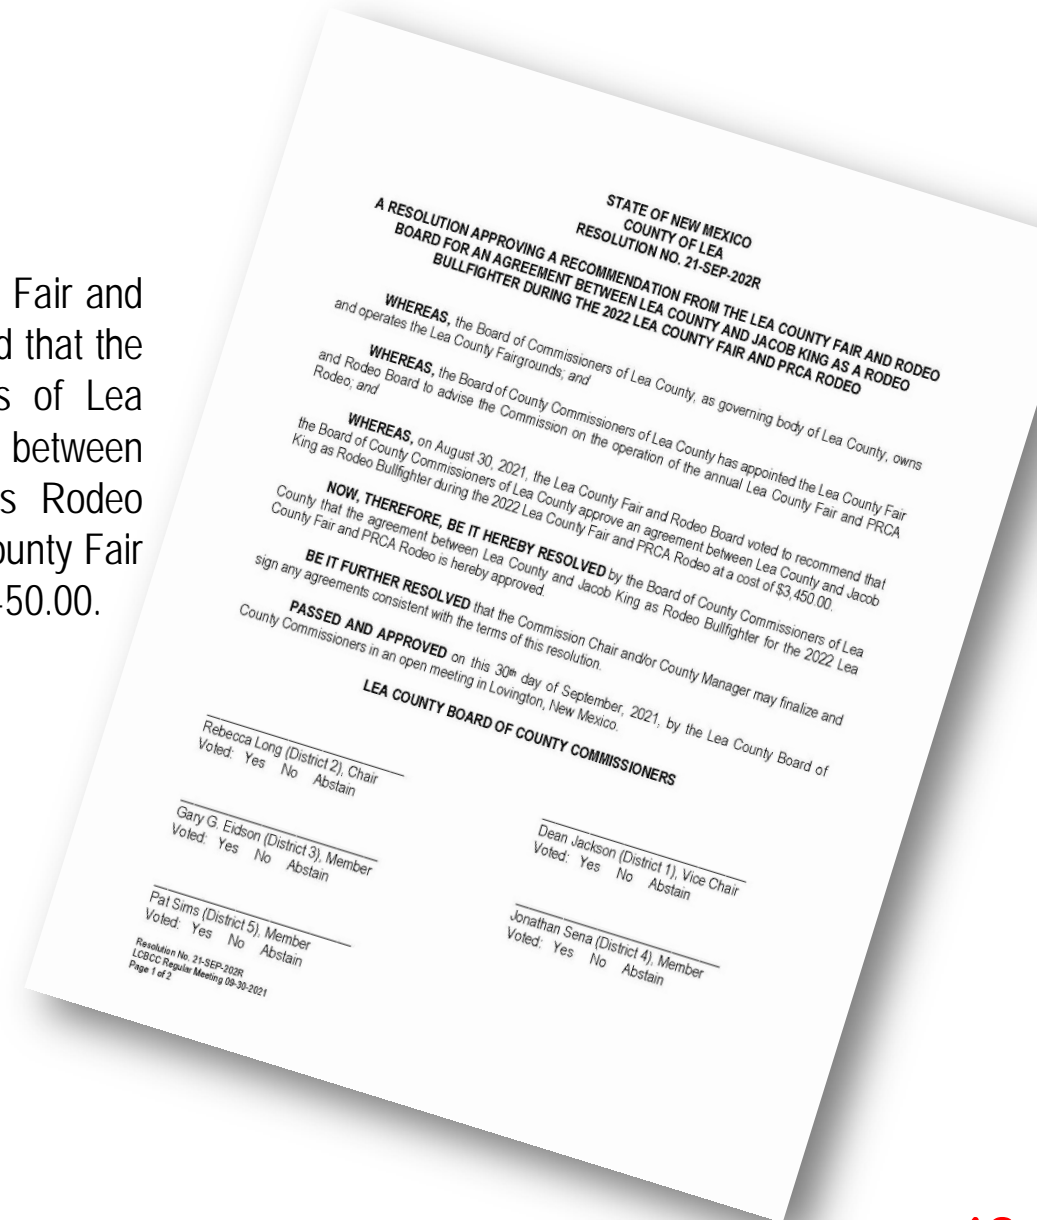 Fair and
d that the
s of Lea
between
s Rodeo
ounty Fair
450.00.
STATE OF NEW MEXICO
COUNTY OF LEA
RESOLUTION NO. 21-SEP-202R
A RESOLUTION APPROVING A RECOMMENDATION FROM THE LEA COUNTY FAIR AND RODEO
BOARD FOR AN AGREEMENT BETWEEN LEA COUNTY AND JACOB KING AS A RODEO
BULLFIGHTER DURING THE 2022 LEA COUNTY FAIR AND PRCA RODEO
WHEREAS, the Board of Commissioners of Lea County, as governing body of Lea County, owns
and operates the Lea County Fairgrounds; and
WHEREAS, the Board of County Commissioners of Lea County has appointed the Lea County Fair
and Rodeo Board to advise the Commission on the operation of the annual Lea County Fair and PRCA
Rodeo; and
WHEREAS, on August 30, 2021, the Lea County Fair and Rodeo Board voted to recommend that
the Board of County Commissioners of Lea County approve an agreement between Lea County and Jacob
King as Rodeo Bullfighter during the 2022 Lea County Fair and PRCA Rodeo at a cost of $3,450.00.
NOW, THEREFORE, BE IT HEREBY RESOLVED by the Board of County Commissioners of Lea
County that the agreement between Lea County and Jacob King as Rodeo Bullfighter for the 2022 Lea
County Fair and PRCA Rodeo is hereby approved.
BE IT FURTHER RESOLVED that the Commission Chair and/or County Manager may finalize and
sign any agreements consistent with the terms of this resolution.
PASSED AND APPROVED on this 30th day of September, 2021, by the Lea County Board of
County Commissioners in an open meeting in Lovington, New Mexico.
LEA COUNTY BOARD OF COUNTY COMMISSIONERS
Rebecca Long (District 2), Chair
Voted: Yes No Abstain
Dean Jackson (District 1), Vice Chair
Voted: Yes No Abstain
Gary G. Eidson (District 3), Member
Voted: Yes No Abstain
Jonathan Sena (District 4), Member
Voted: Yes No Abstain
Pat Sims (District 5), Member
Voted: Yes No Abstain
Resolution No. 21-SEP-202R
LCBCC Regular Meeting 09-30-2021
Page 1 of 2